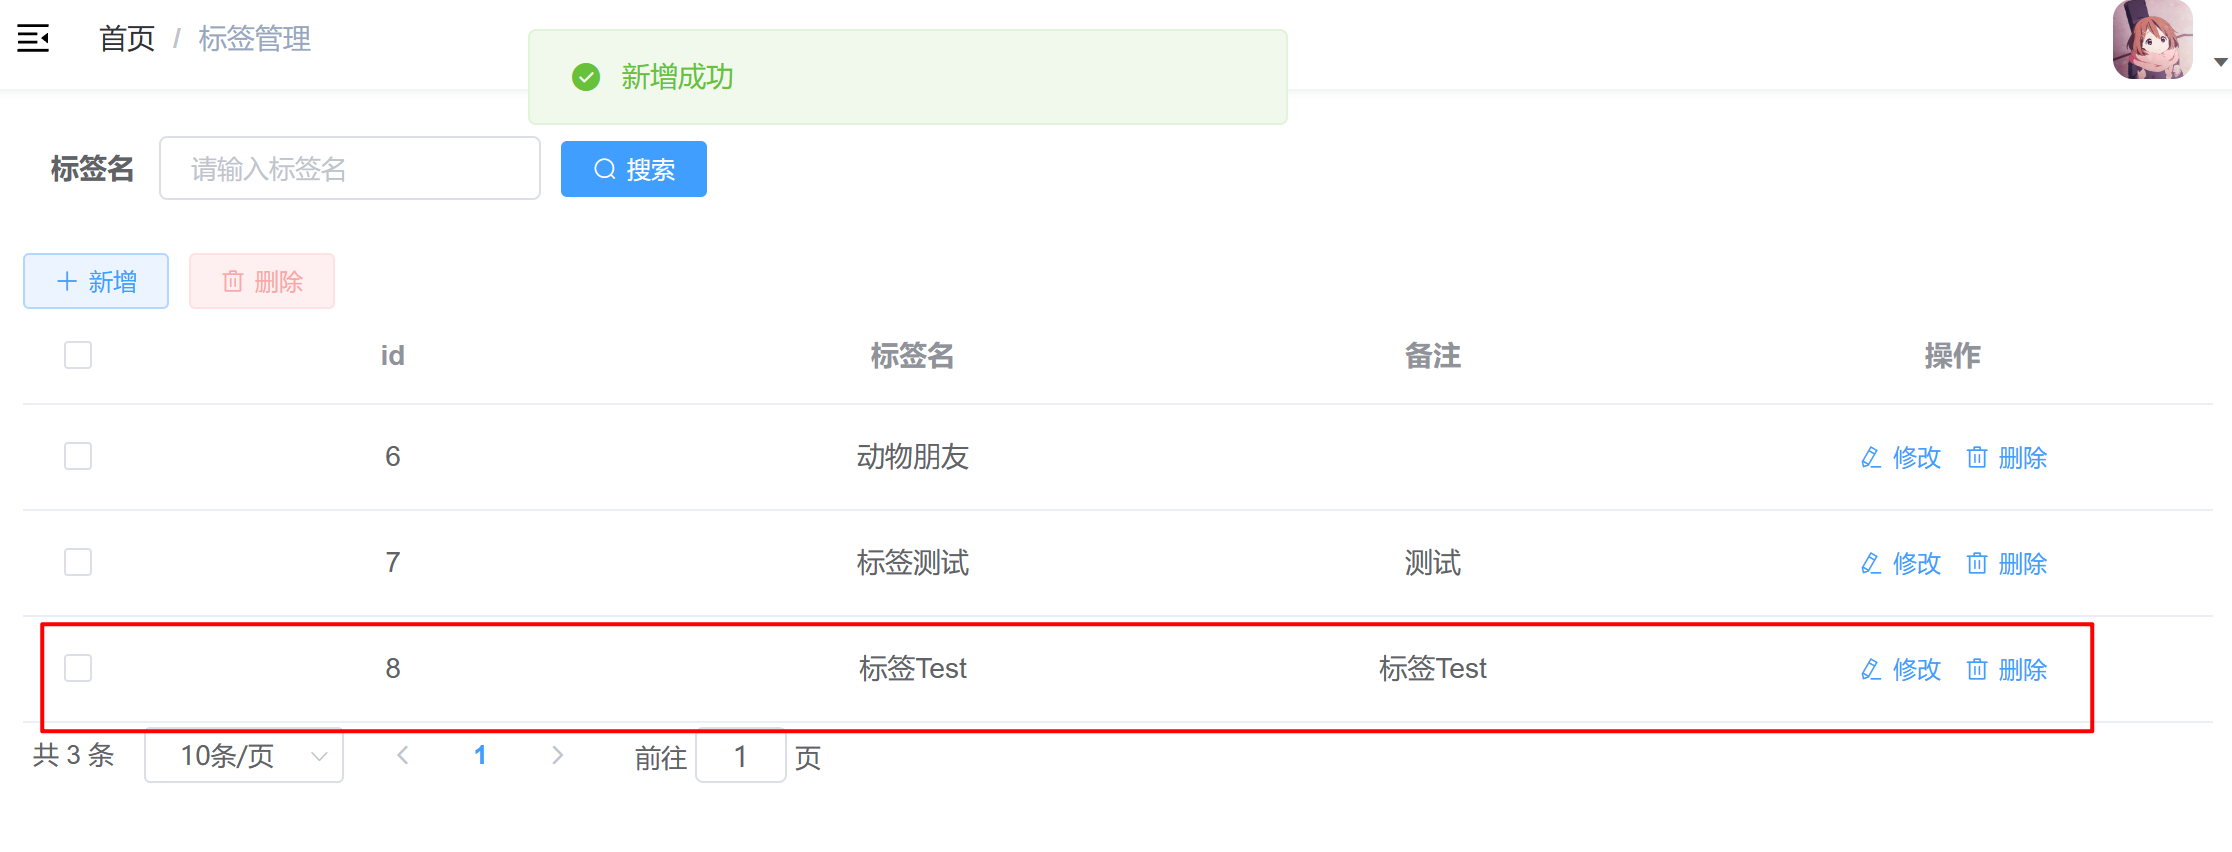 首页 / 标签管理
新增成功
标签名 请输入标签名 搜索
新增 删除
id 标签名 备注 操作
6 动物朋友 修改 删除
7 标签测试 测试 修改 删除
8 标签Test 标签Test 修改 删除
共 3 条 10条/页 1 前往 1 页